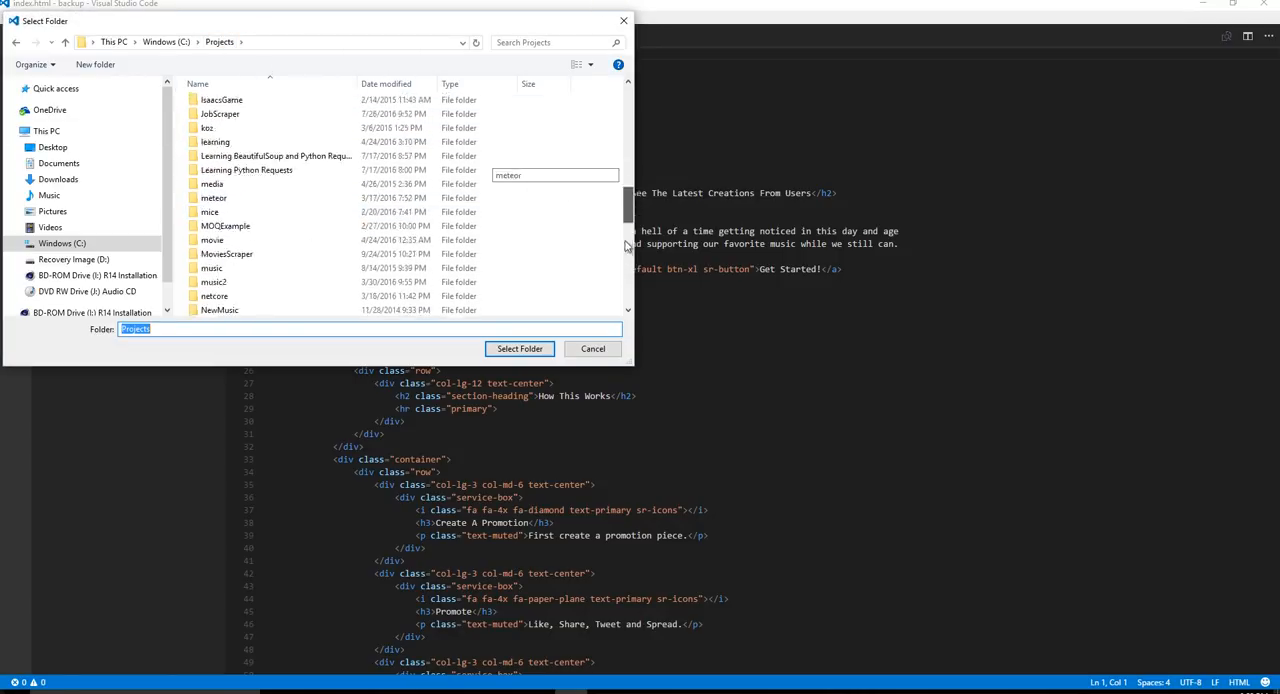 index.html - backup - Visual Studio Code
Select Folder
This PC > Windows (C:) > Projects >
Search Projects
Organize
New folder
Name Date modified Type Size
Quick access
OneDrive
This PC
Desktop
Documents
Downloads
Music
Pictures
Videos
Windows (C:)
Recovery Image (D:)
BD-ROM Drive (I:) R14 Installation
DVD RW Drive (J:) Audio CD
BD-ROM Drive (I:) R14 Installation
IsaacsGame 2/14/2015 11:43 AM File folder
JobScraper 7/26/2016 9:52 PM File folder
koz 3/6/2016 1:25 PM File folder
learning 4/24/2016 3:10 PM File folder
Learning BeautifulSoup and Python Requ... 7/17/2016 8:57 PM File folder
Learning Python Requests 7/17/2016 8:00 PM File folder
media 4/26/2015 2:36 PM File folder
meteor 3/17/2016 7:52 PM File folder
mice 2/20/2016 7:41 PM File folder
MOQExample 2/27/2016 10:00 PM File folder
movie 4/24/2016 12:35 AM File folder
MoviesScraper 9/24/2015 10:27 PM File folder
music 8/14/2015 9:39 PM File folder
music2 3/30/2016 9:55 PM File folder
netcore 3/18/2016 11:42 PM File folder
NewMusic 11/28/2014 9:33 PM File folder
meteor
Folder: Projects
Select Folder Cancel
ee The Latest Creations From Users</h2>
hell of a time getting noticed in this day and age
d supporting our favorite music while we still can.
fault btn-xl sr-button">Get Started!</a>
26 <div class="row">
27 <div class="col-lg-12 text-center">
28 <h2 class="section-heading">How This Works</h2>
29 <hr class="primary">
30 </div>
31 </div>
32 </div>
33 <div class="container">
34 <div class="row">
35 <div class="col-lg-3 col-md-6 text-center">
36 <div class="service-box">
37 <i class="fa fa-4x fa-diamond text-primary sr-icons"></i>
38 <h3>Create A Promotion</h3>
39 <p class="text-muted">First create a promotion piece.</p>
40 </div>
41 </div>
42 <div class="col-lg-3 col-md-6 text-center">
43 <div class="service-box">
44 <i class="fa fa-4x fa-paper-plane text-primary sr-icons"></i>
45 <h3>Promote</h3>
46 <p class="text-muted">Like, Share, Tweet and Spread.</p>
47 </div>
48 </div>
49 <div class="col-lg-3 col-md-6 text-center">
0 0
Ln 1, Col 1 Spaces: 4 UTF-8 LF HTML